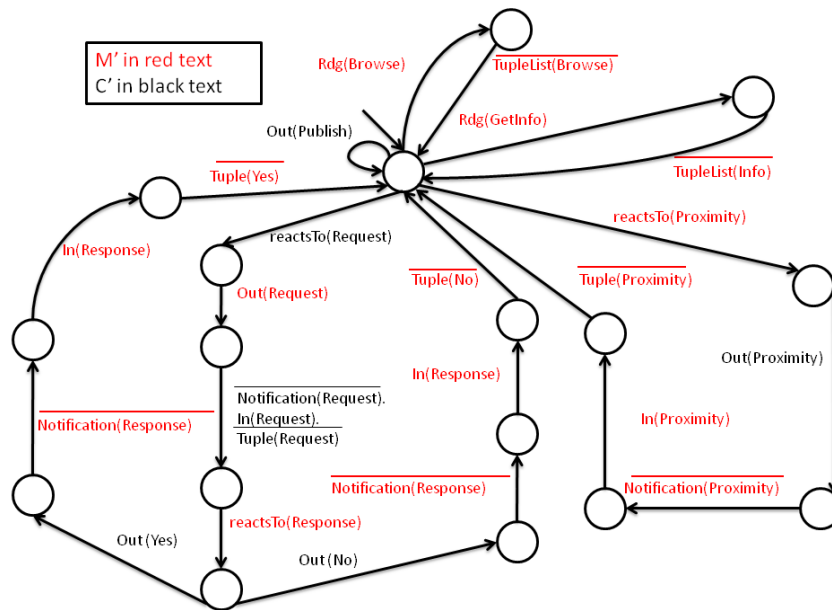 M’ in red text
C’ in black text
Rdg(Browse)
TupleList(Browse)
Rdg(GetInfo)
Out(Publish)
TupleList(Info)
Tuple(Yes)
reactsTo(Proximity)
reactsTo(Request)
In(Response)
Tuple(No)
Tuple(Proximity)
Out(Request)
Out(Proximity)
In(Response)
Notification(Request).
In(Request).
Tuple(Request)
Notification(Response)
In(Proximity)
Notification(Response)
Notification(Proximity)
reactsTo(Response)
Out(Yes)
Out(No)